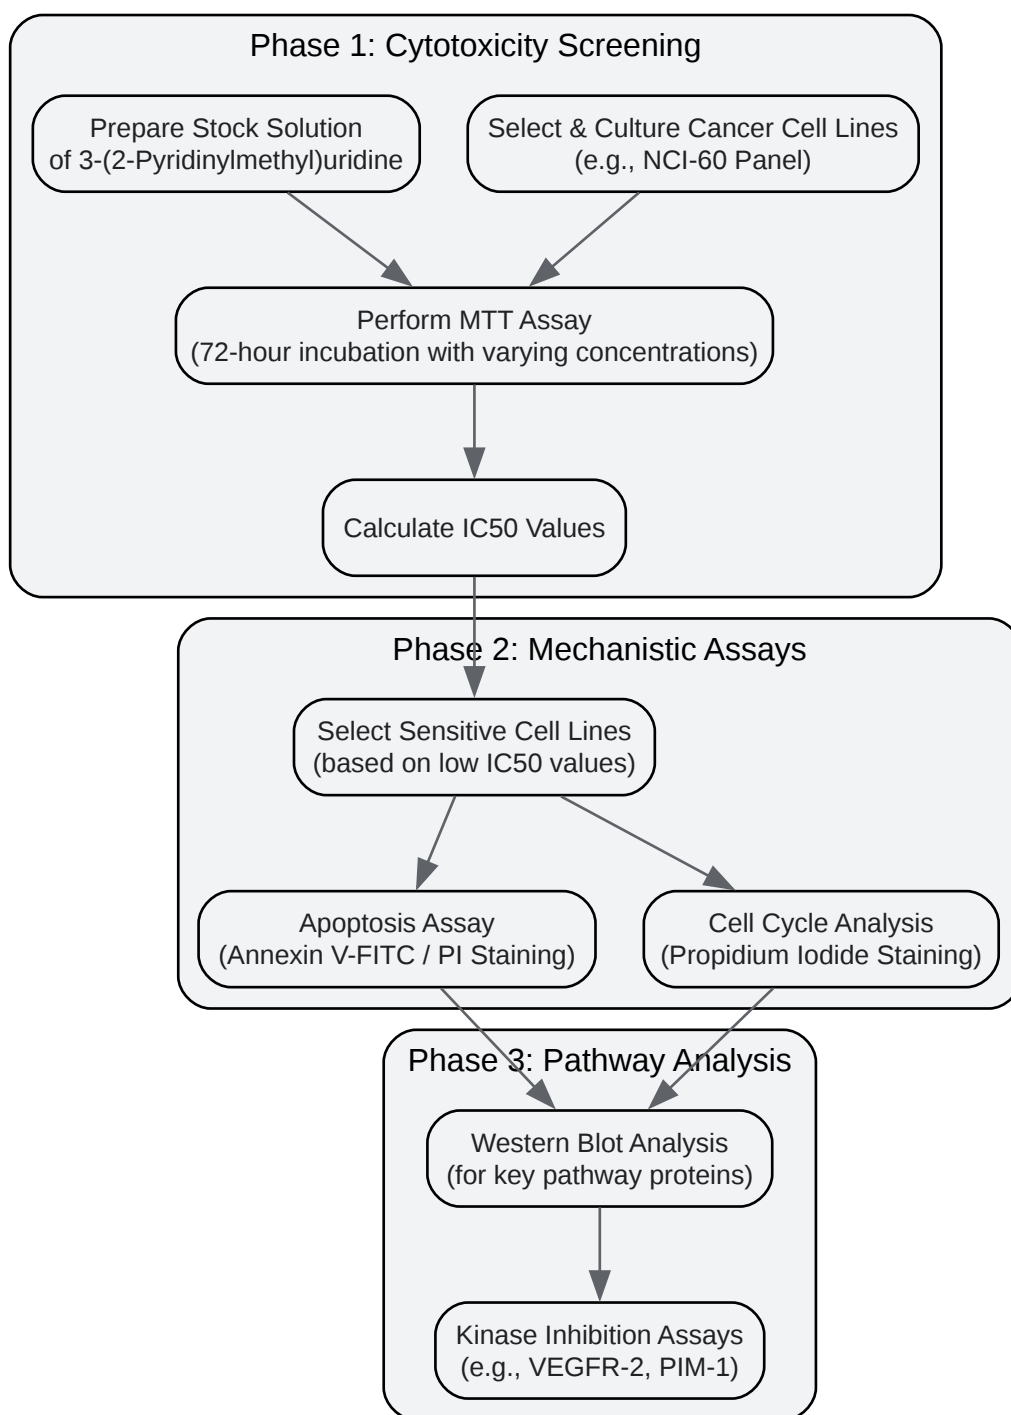 Phase 1: Cytotoxicity Screening
Prepare Stock Solution
of 3-(2-Pyridinylmethyl)uridine
Select & Culture Cancer Cell Lines
(e.g., NCI-60 Panel)
Perform MTT Assay
(72-hour incubation with varying concentrations)
Calculate IC50 Values
Phase 2: Mechanistic Assays
Select Sensitive Cell Lines
(based on low IC50 values)
Apoptosis Assay
(Annexin V-FITC / PI Staining)
Cell Cycle Analysis
(Propidium Iodide Staining)
Phase 3: Pathway Analysis
Western Blot Analysis
(for key pathway proteins)
Kinase Inhibition Assays
(e.g., VEGFR-2, PIM-1)